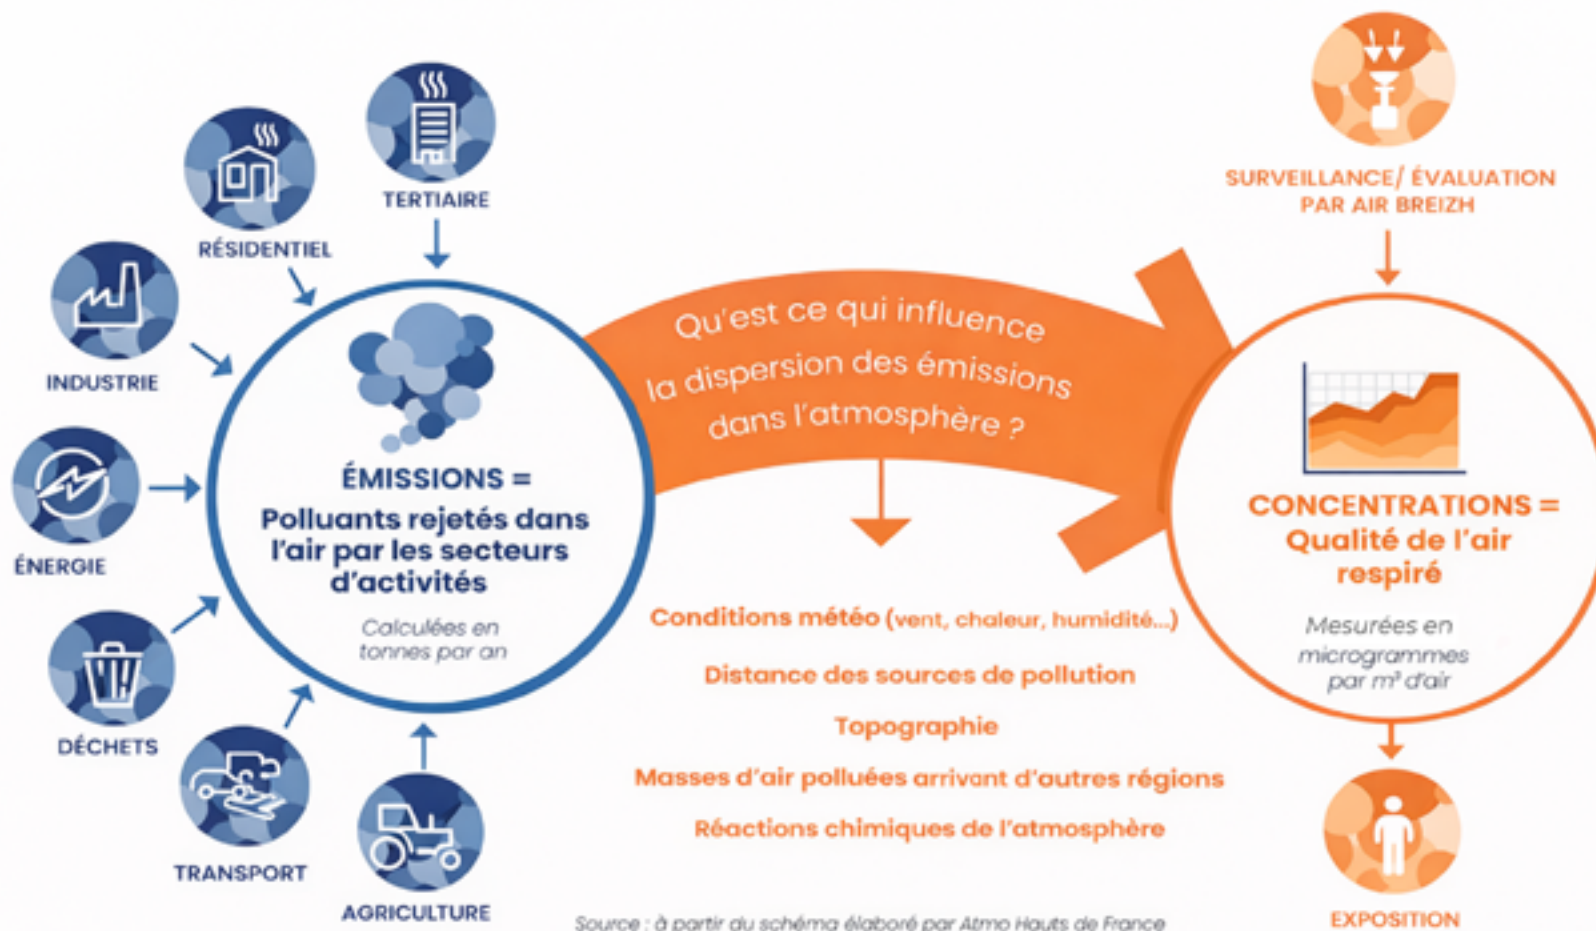 TERTIAIRE
RÉSIDENTIEL
INDUSTRIE
ÉNERGIE
DÉCHETS
TRANSPORT
AGRICULTURE
ÉMISSIONS =
Polluants rejetés dans
l'air par les secteurs
d'activités
Calculées en
tonnes par an
Qu'est ce qui influence
la dispersion des émissions
dans l'atmosphère ?
Conditions météo (vent, chaleur, humidité...)
Distance des sources de pollution
Topographie
Masses d'air polluées arrivant d'autres régions
Réactions chimiques de l'atmosphère
SURVEILLANCE/ ÉVALUATION
PAR AIR BREIZH
CONCENTRATIONS =
Qualité de l'air
respiré
Mesurées en
microgrammes
par m³ d'air
EXPOSITION
Source : à partir du schéma élaboré par Atmo Hauts de France